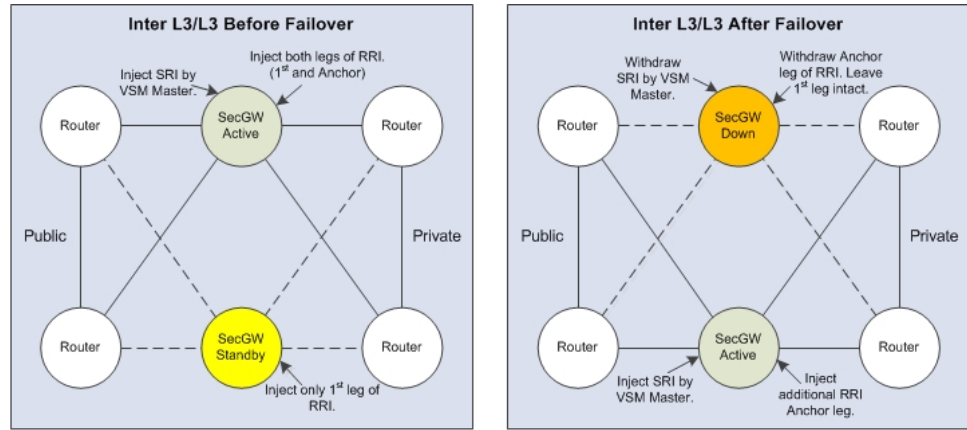 Inter L3/L3 Before Failover
Inject SRI by
VSM Master.
Inject both legs of RRI.
(1st and Anchor)
Router
SecGW
Active
Router
Public
Private
Router
SecGW
Standby
Router
Inject only 1st leg of
RRI.
Inter L3/L3 After Failover
Withdraw
SRI by VSM
Master.
Withdraw Anchor
leg of RRI. Leave
1st leg intact.
Router
SecGW
Down
Router
Public
Private
Router
SecGW
Active
Router
Inject SRI by
VSM Master.
Inject
additional RRI
Anchor leg.